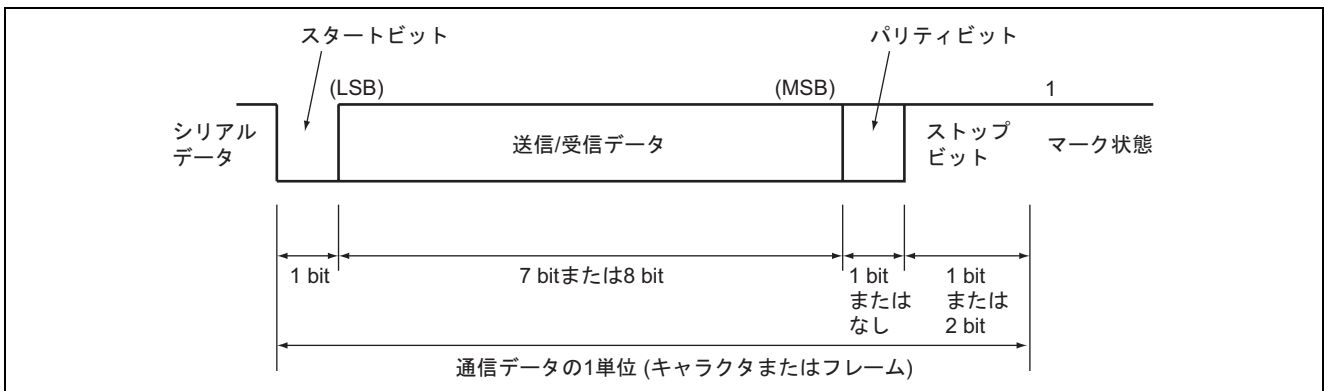 スタートビット
パリティビット
(LSB)
(MSB)
1
シリアル
データ
送信/受信データ
ストップ
ビット
マーク状態
1 bit
7 bitまたは8 bit
1 bit
または
なし
1 bit
または
2 bit
通信データの1単位 (キャラクタまたはフレーム)